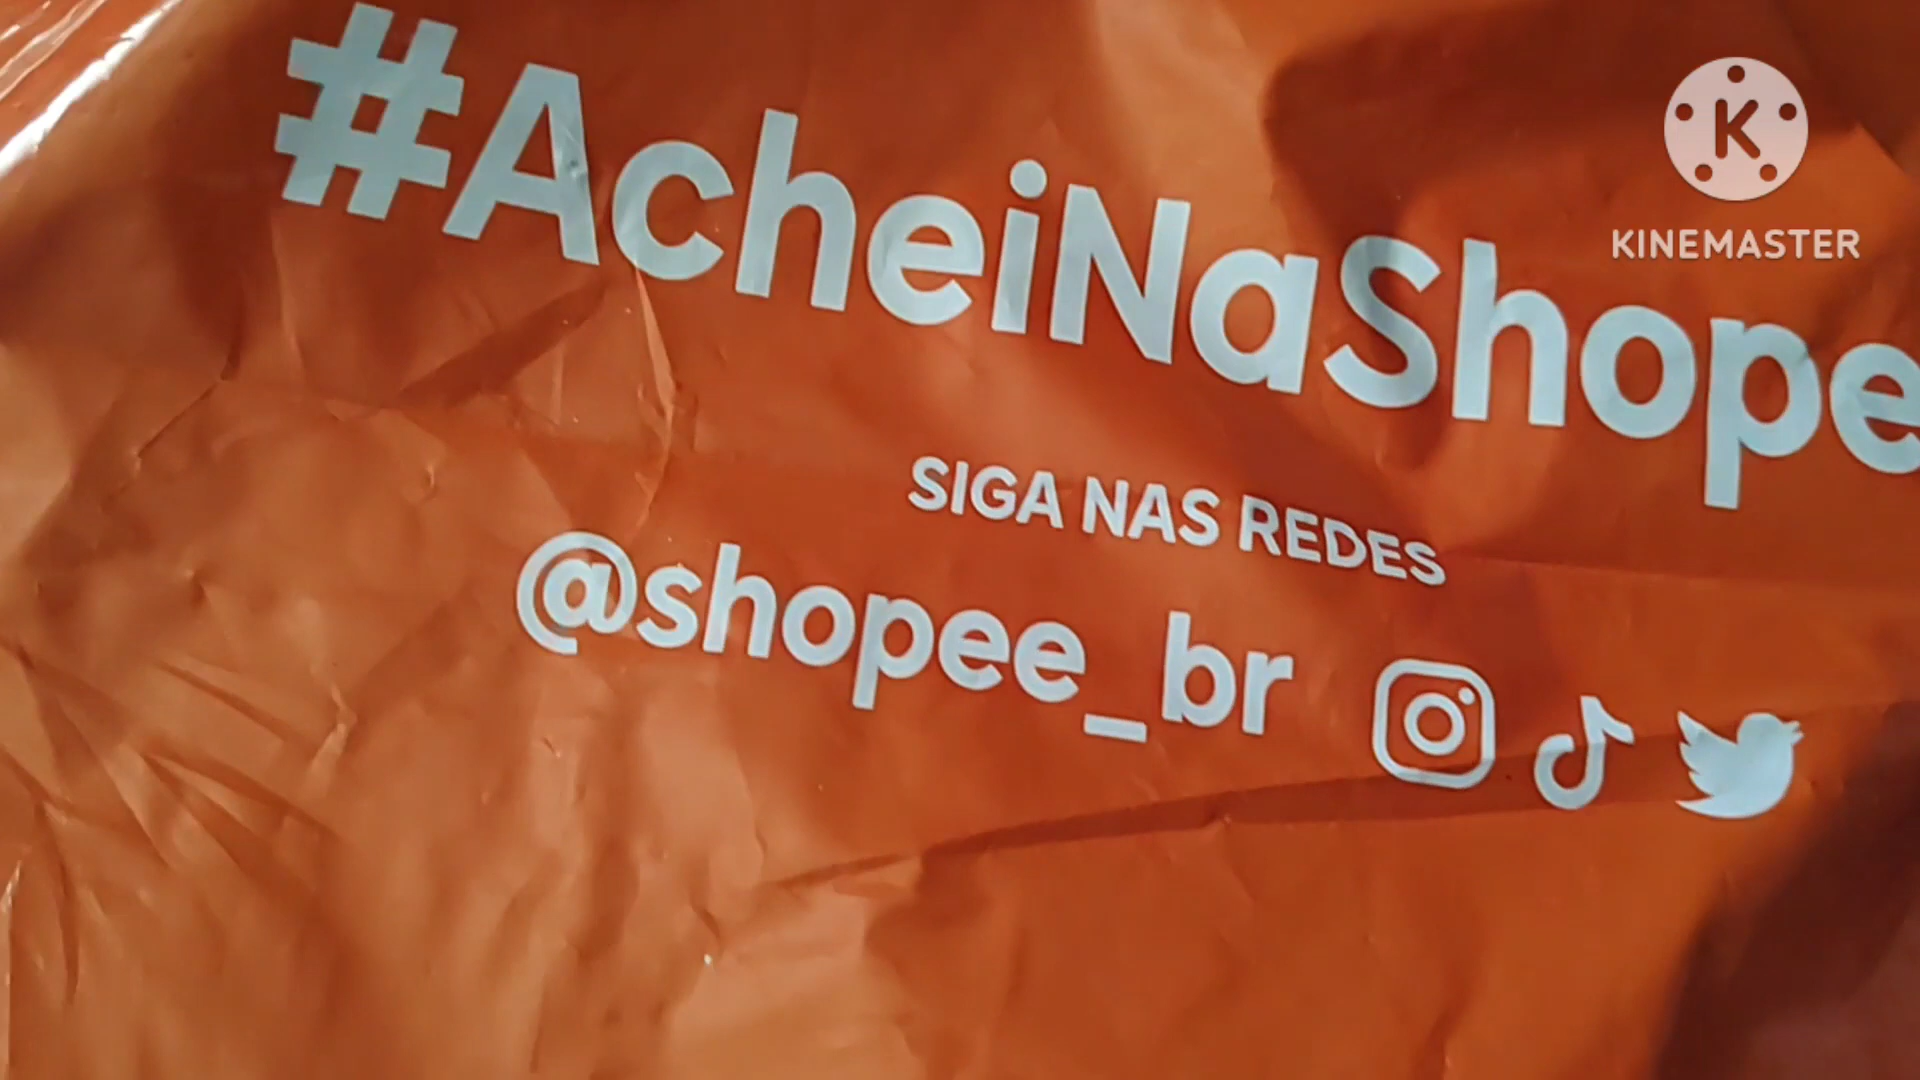 #AcheiNaShope
SIGA NAS REDES
@shopee_br
K
KINEMASTER